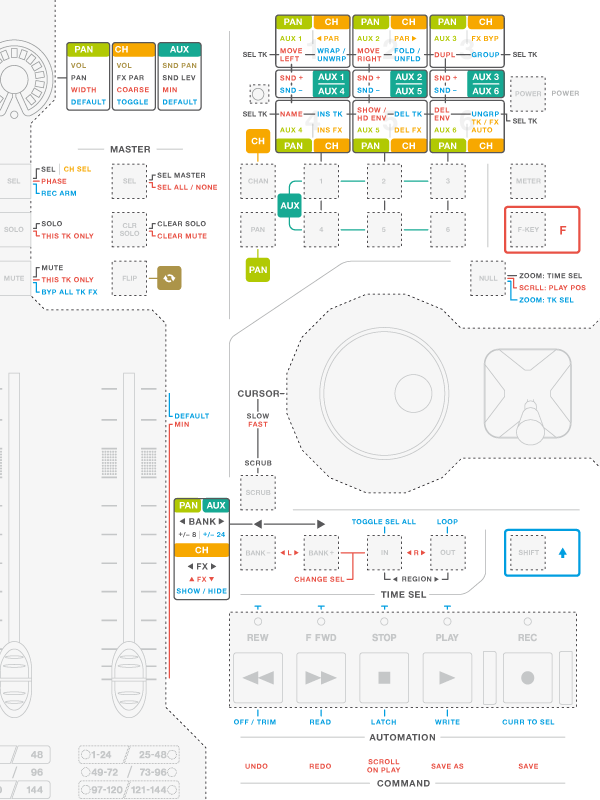 PAN CH PAN CH PAN CH
AUX 1 ◀ PAR AUX 2 PAR ▶ AUX 3 FX BYP
SEL TK MOVE LEFT WRAP / UNWRP MOVE RIGHT FOLD / UNFLD DUPL GROUP SEL TK
SND + AUX 1 SND + AUX 2 SND + AUX 3
SND – AUX 4 SND – AUX 5 SND – AUX 6
POWER POWER
SEL TK NAME INS TK SHOW / HD ENV DEL TK DEL ENV UNGRP SEL TK
AUX 4 INS FX AUX 5 DEL FX AUX 6 TK / FX AUTO
PAN CH PAN CH PAN CH
PAN CH AUX
VOL VOL SND PAN
PAN FX PAR SND LEV
WIDTH COARSE MIN
DEFAULT TOGGLE DEFAULT
MASTER
CH
SEL SEL CH SEL
PHASE
REC ARM
SEL SEL MASTER
SEL ALL / NONE
CHAN 1 2 3 METER
AUX
SOLO SOLO
THIS TK ONLY
CLR SOLO CLEAR SOLO
CLEAR MUTE
PAN 4 5 6 F-KEY F
PAN
MUTE MUTE
THIS TK ONLY
BYP ALL TK FX
FLIP
NULL ZOOM: TIME SEL
SCRLL: PLAY POS
ZOOM: TK SEL
CURSOR
SLOW
FAST
SCRUB
SCRUB
DEFAULT
MIN
PAN AUX
◀ BANK ▶
+/– 8 +/– 24
CH
◀ FX ▶
▲ FX ▼
SHOW / HIDE
TOGGLE SEL ALL LOOP
BANK- ◀ L ▶ BANK+ IN ◀ R ▶ OUT SHIFT
CHANGE SEL ◀ REGION ▶
TIME SEL
REW F FWD STOP PLAY REC
OFF / TRIM READ LATCH WRITE CURR TO SEL
AUTOMATION
UNDO REDO SCROLL ON PLAY SAVE AS SAVE
COMMAND
48 1-24 25-48
96 49-72 73-96
144 97-120 121-144